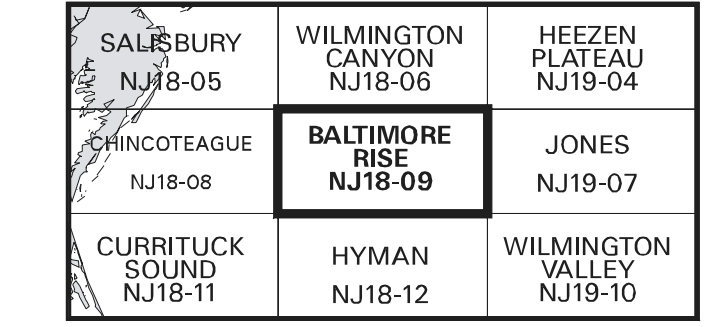 SALISBURY
NJ18-05
WILMINGTON
CANYON
NJ18-06
HEEZEN
PLATEAU
NJ19-04
CHINCOTEAGUE
NJ18-08
BALTIMORE
RISE
NJ18-09
JONES
NJ19-07
CURRITUCK
SOUND
NJ18-11
HYMAN
NJ18-12
WILMINGTON
VALLEY
NJ19-10